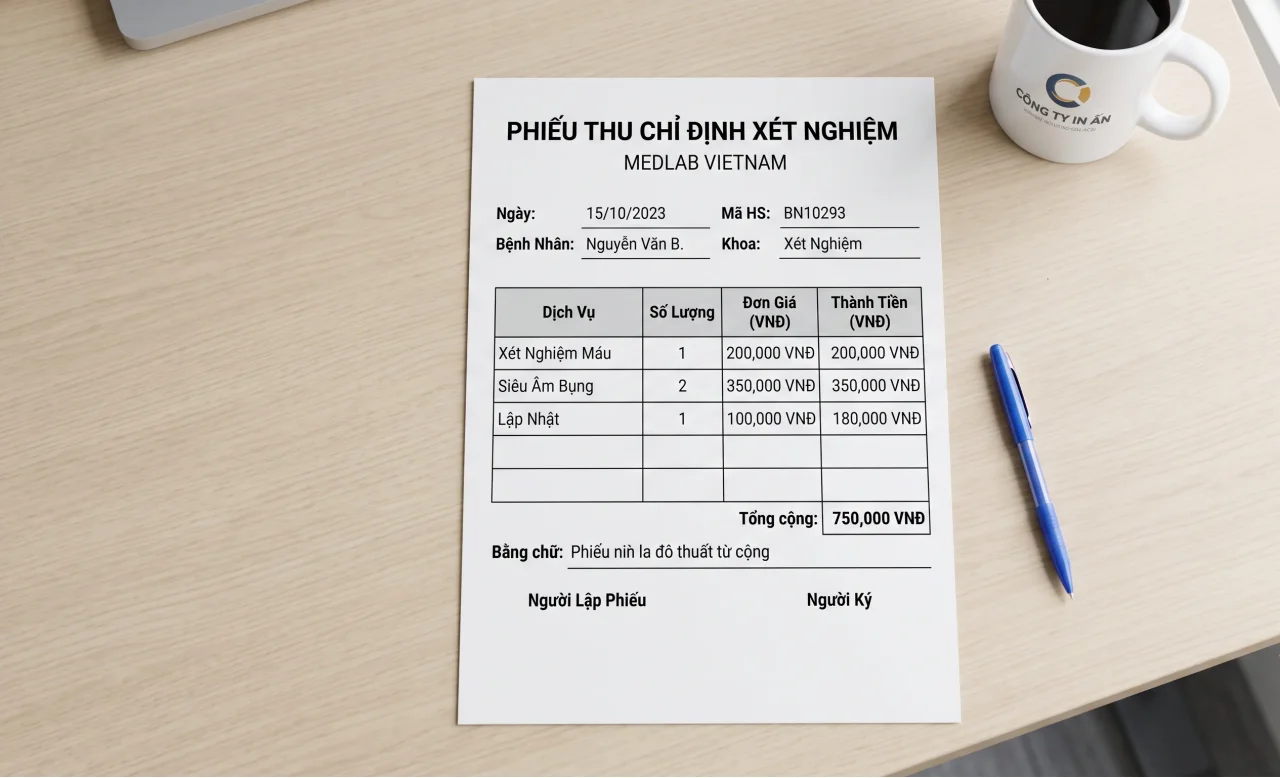 CÔNG TY IN ẤN
PHIẾU THU CHỈ ĐỊNH XÉT NGHIỆM
MEDLAB VIETNAM
Ngày: 15/10/2023 Mã HS: BN10293
Bệnh Nhân: Nguyễn Văn B. Khoa: Xét Nghiệm
Dịch Vụ Số Lượng Đơn Giá (VNĐ) Thành Tiền (VNĐ)
Xét Nghiệm Máu 1 200,000 VNĐ 200,000 VNĐ
Siêu Âm Bụng 2 350,000 VNĐ 350,000 VNĐ
Lập Nhật 1 100,000 VNĐ 180,000 VNĐ
Tổng cộng: 750,000 VNĐ
Bằng chữ: Phiếu niñ la đô thuất từ cộng
Người Lập Phiếu Người Ký